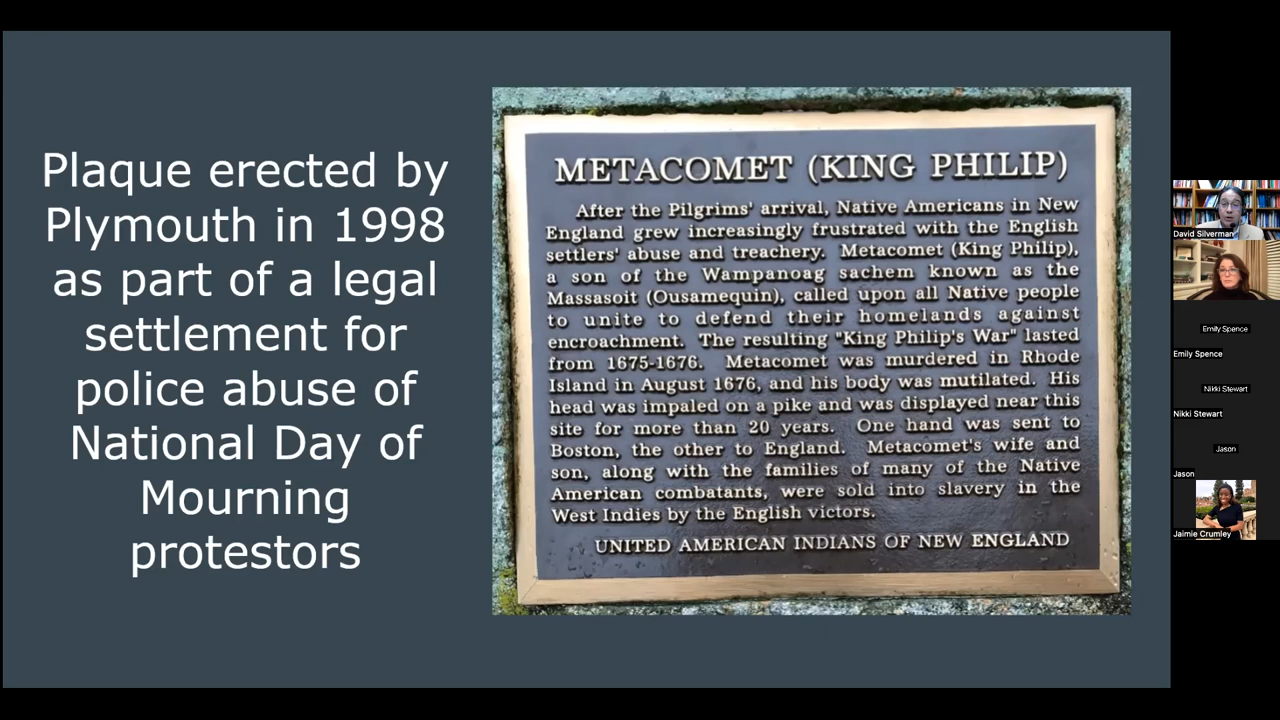 Plaque erected by
Plymouth in 1998
as part of a legal
settlement for
police abuse of
National Day of
Mourning
protestors
METACOMET (KING PHILIP)
After the Pilgrims' arrival, Native Americans in New
England grew increasingly frustrated with the English
settlers' abuse and treachery. Metacomet (King Philip),
a son of the Wampanoag sachem known as the
Massasoit (Ousamequin), called upon all Native people
to unite to defend their homelands against
encroachment. The resulting "King Philip's War" lasted
from 1675-1676. Metacomet was murdered in Rhode
Island in August 1676, and his body was mutilated. His
head was impaled on a pike and was displayed near this
site for more than 20 years. One hand was sent to
Boston, the other to England. Metacomet's wife and
son, along with the families of many of the Native
American combatants, were sold into slavery in the
West Indies by the English victors.
UNITED AMERICAN INDIANS OF NEW ENGLAND
David Silverman
Emily Spence
Emily Spence
Nikki Stewart
Nikki Stewart
Jason
Jason
Jaimie Crumley